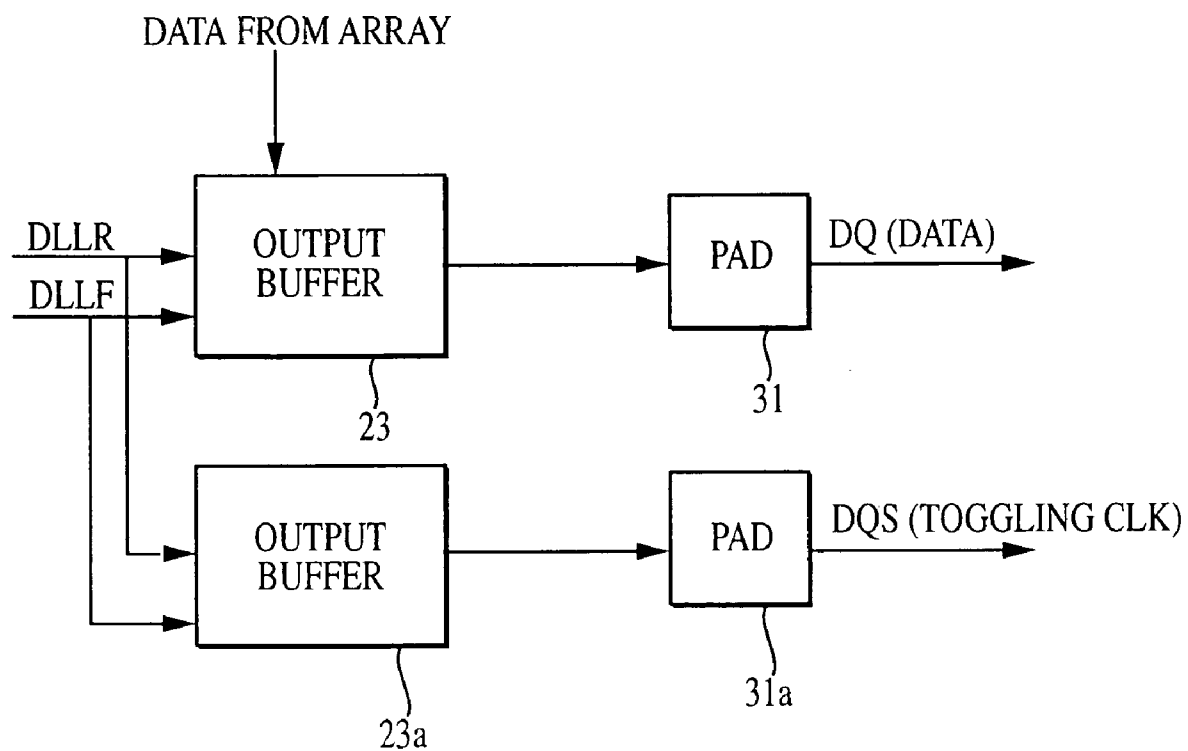 DATA FROM ARRAY
DLLR
DLLF
OUTPUT
BUFFER
PAD
DQ (DATA)
23
31
OUTPUT
BUFFER
PAD
DQS (TOGGLING CLK)
23a
31a